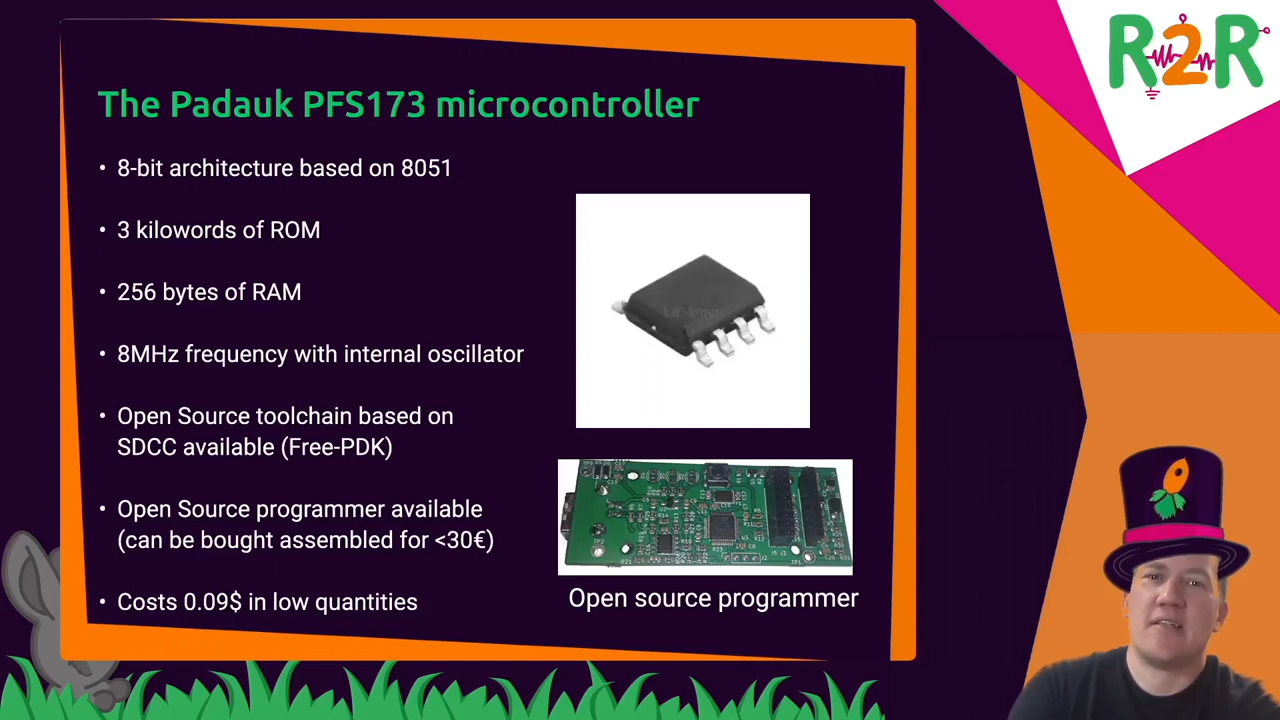 R2R
The Padauk PFS173 microcontroller
• 8-bit architecture based on 8051
• 3 kilowords of ROM
• 256 bytes of RAM
• 8MHz frequency with internal oscillator
• Open Source toolchain based on
SDCC available (Free-PDK)
• Open Source programmer available
(can be bought assembled for <30€)
• Costs 0.09$ in low quantities
Open source programmer